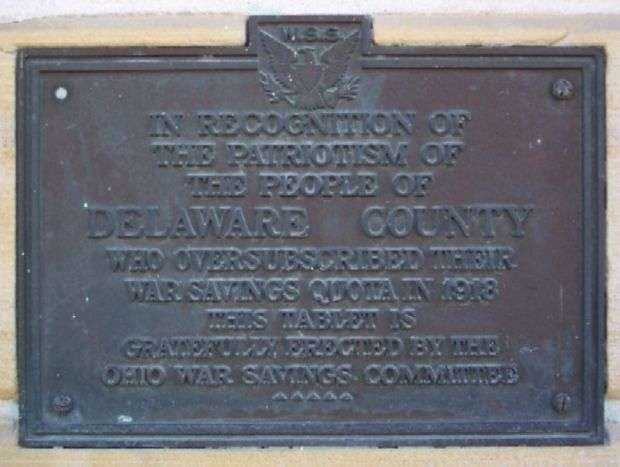 W.S.S.
IN RECOGNITION OF
THE PATRIOTISM OF
THE PEOPLE OF
DELAWARE COUNTY
WHO OVERSUBSCRIBED THEIR
WAR SAVINGS QUOTA IN 1918
THIS TABLET IS
GRATEFULLY ERECTED BY THE
OHIO WAR SAVINGS COMMITTEE